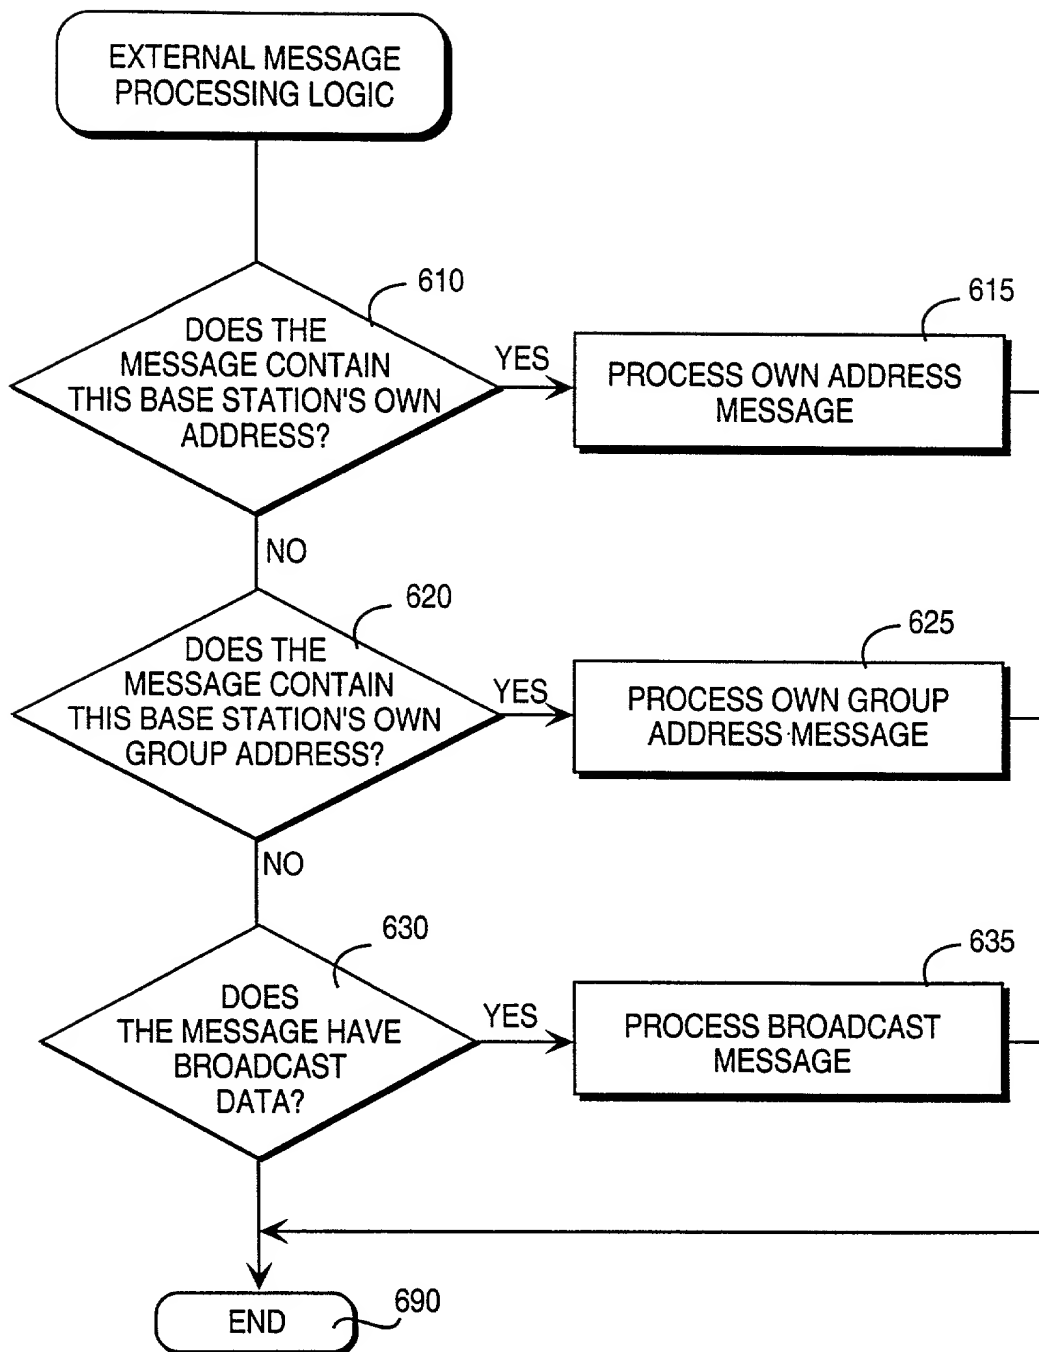 EXTERNAL MESSAGE
PROCESSING LOGIC
610
DOES THE
MESSAGE CONTAIN
THIS BASE STATION'S OWN
ADDRESS?
YES
615
PROCESS OWN ADDRESS
MESSAGE
NO
620
DOES THE
MESSAGE CONTAIN
THIS BASE STATION'S OWN
GROUP ADDRESS?
YES
625
PROCESS OWN GROUP
ADDRESS MESSAGE
NO
630
DOES
THE MESSAGE HAVE
BROADCAST
DATA?
YES
635
PROCESS BROADCAST
MESSAGE
END
690